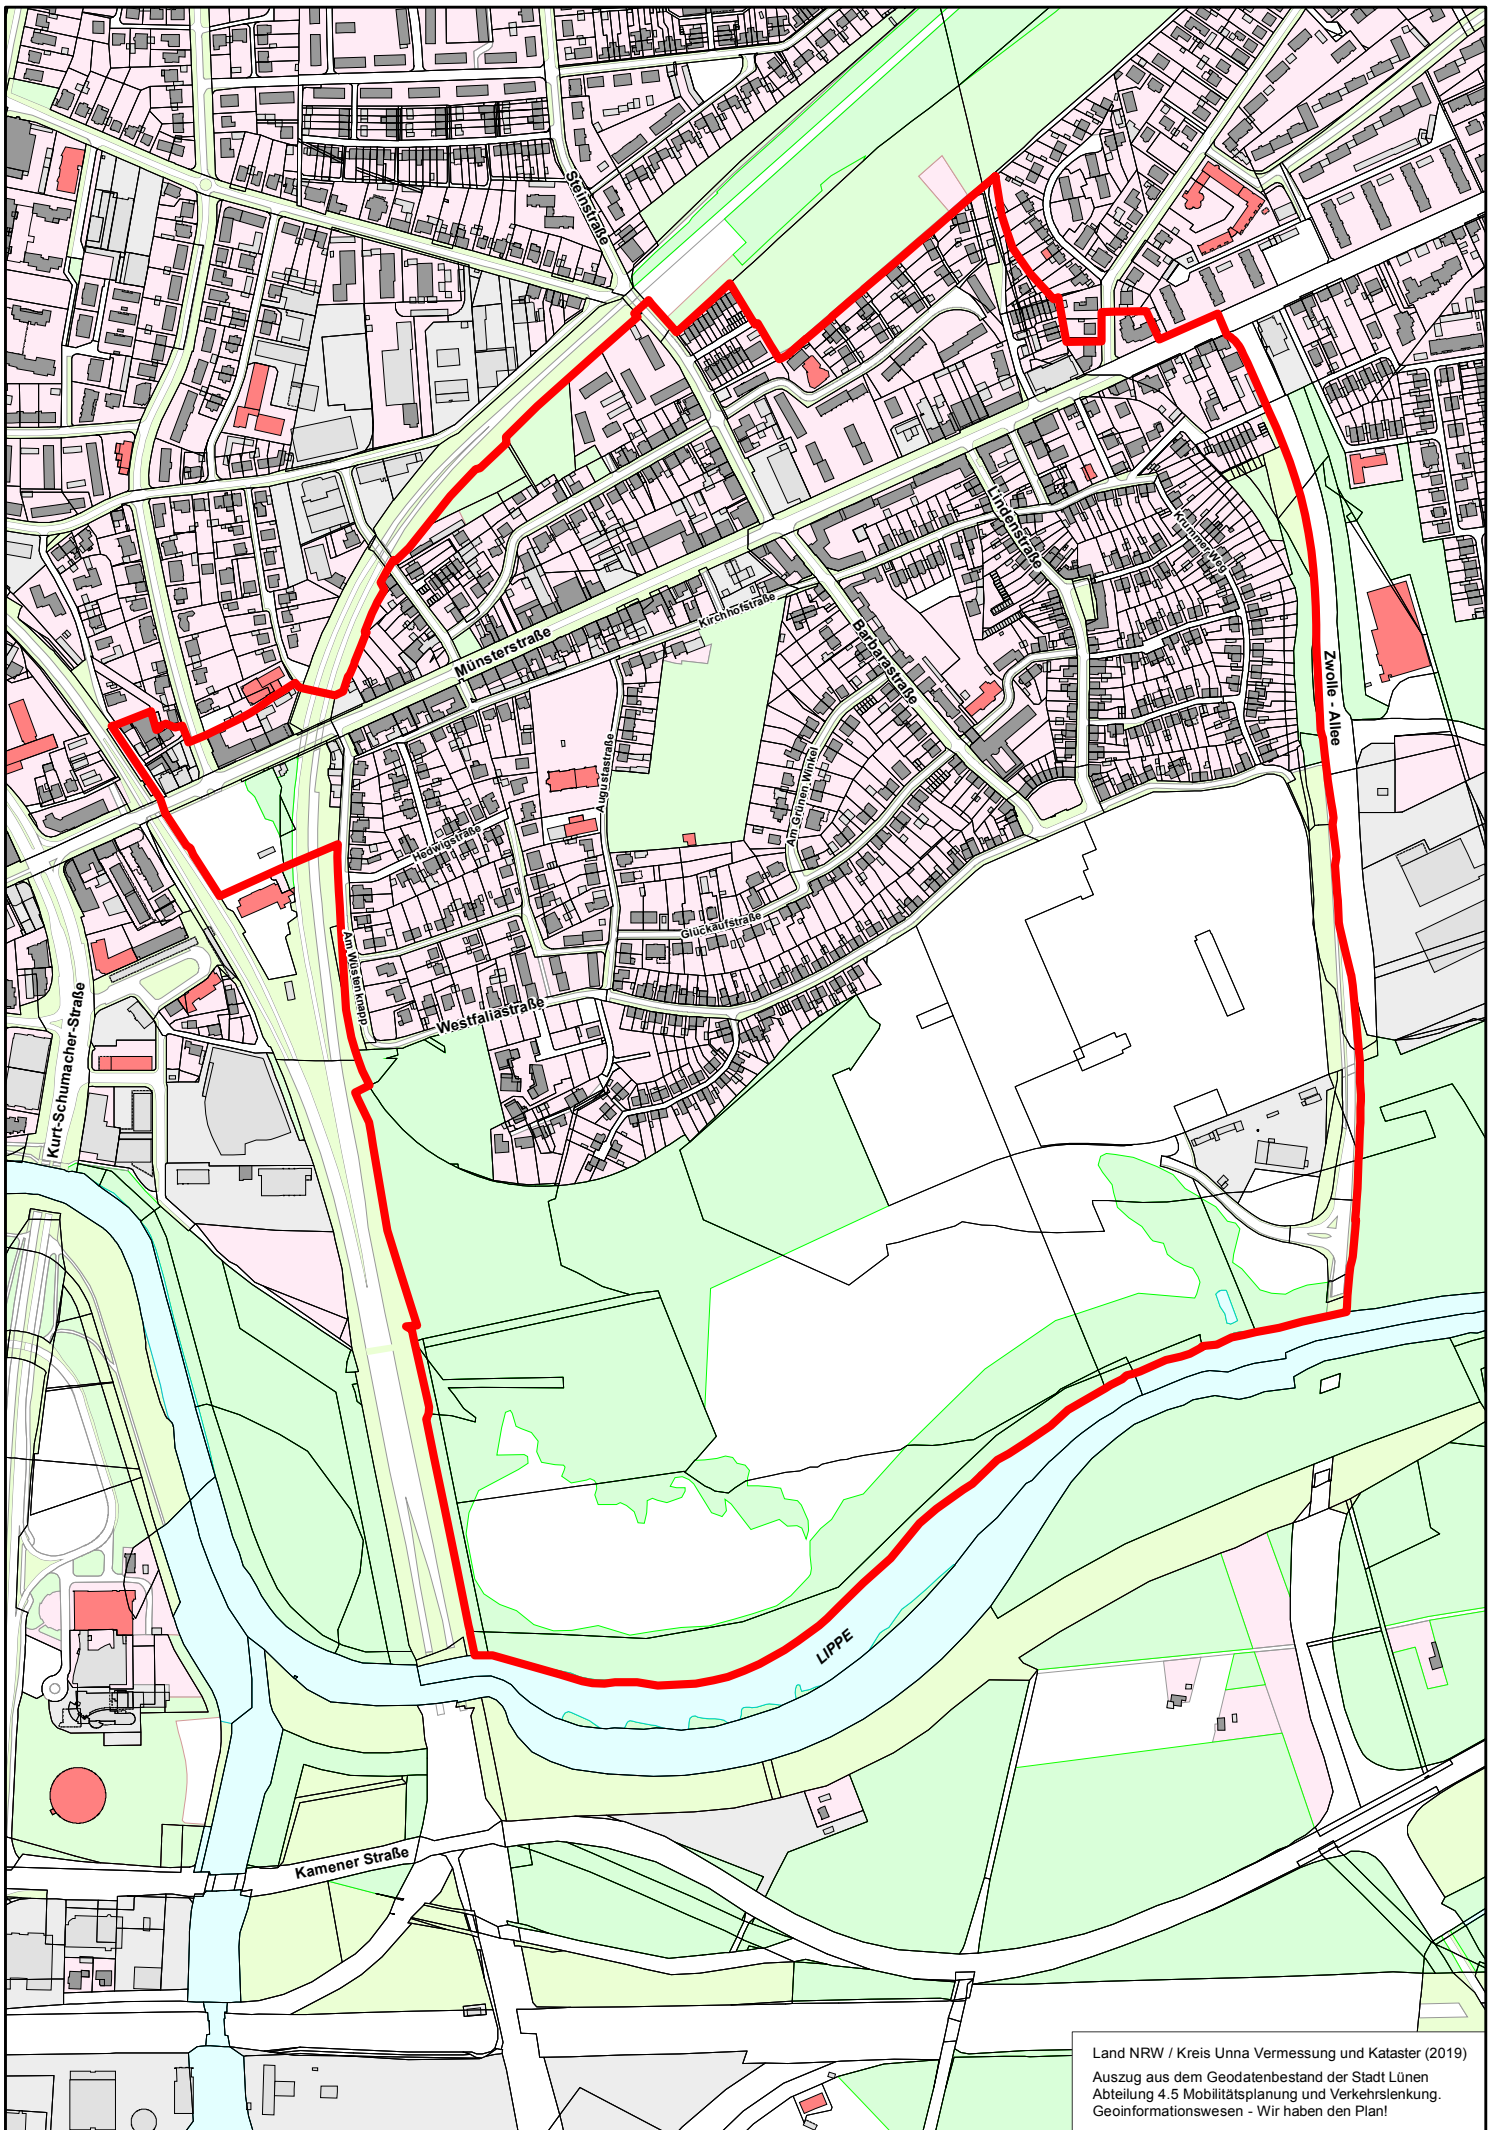 Steinstraße
Lindenstraße
Krummer Weg
Kirchhofstraße
Münsterstraße
Barbarastraße
Zwolle - Allee
Augustastraße
Am Grünen Winkel
Hedwigstraße
Glückaufstraße
Am Wüstenknapp
Westfaliastraße
Kurt-Schumacher-Straße
LIPPE
Kamener Straße
Land NRW / Kreis Unna Vermessung und Kataster (2019)
Auszug aus dem Geodatenbestand der Stadt Lünen
Abteilung 4.5 Mobilitätsplanung und Verkehrslenkung.
Geoinformationswesen - Wir haben den Plan!